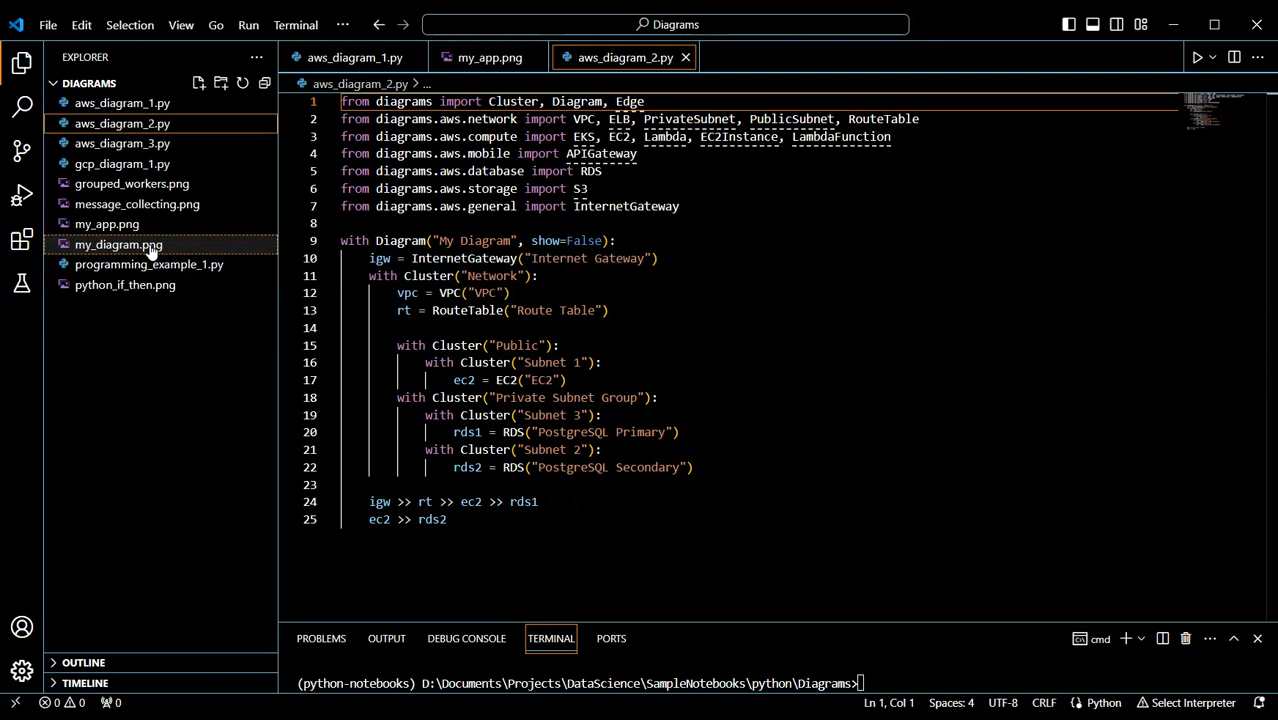 File Edit Selection View Go Run Terminal ··· Diagrams
EXPLORER ···
DIAGRAMS
aws_diagram_1.py
aws_diagram_2.py
aws_diagram_3.py
gcp_diagram_1.py
grouped_workers.png
message_collecting.png
my_app.png
my_diagram.png
programming_example_1.py
python_if_then.png
OUTLINE
TIMELINE
aws_diagram_1.py my_app.png aws_diagram_2.py
aws_diagram_2.py > ...
1 from diagrams import Cluster, Diagram, Edge
2 from diagrams.aws.network import VPC, ELB, PrivateSubnet, PublicSubnet, RouteTable
3 from diagrams.aws.compute import EKS, EC2, Lambda, EC2Instance, LambdaFunction
4 from diagrams.aws.mobile import APIGateway
5 from diagrams.aws.database import RDS
6 from diagrams.aws.storage import S3
7 from diagrams.aws.general import InternetGateway
8
9 with Diagram("My Diagram", show=False):
10 igw = InternetGateway("Internet Gateway")
11 with Cluster("Network"):
12 vpc = VPC("VPC")
13 rt = RouteTable("Route Table")
14
15 with Cluster("Public"):
16 with Cluster("Subnet 1"):
17 ec2 = EC2("EC2")
18 with Cluster("Private Subnet Group"):
19 with Cluster("Subnet 3"):
20 rds1 = RDS("PostgreSQL Primary")
21 with Cluster("Subnet 2"):
22 rds2 = RDS("PostgreSQL Secondary")
23
24 igw >> rt >> ec2 >> rds1
25 ec2 >> rds2
PROBLEMS OUTPUT DEBUG CONSOLE TERMINAL PORTS cmd
(python-notebooks) D:\Documents\Projects\DataScience\SampleNotebooks\python\Diagrams>
0 0 0 Ln 1, Col 1 Spaces: 4 UTF-8 CRLF Python Select Interpreter